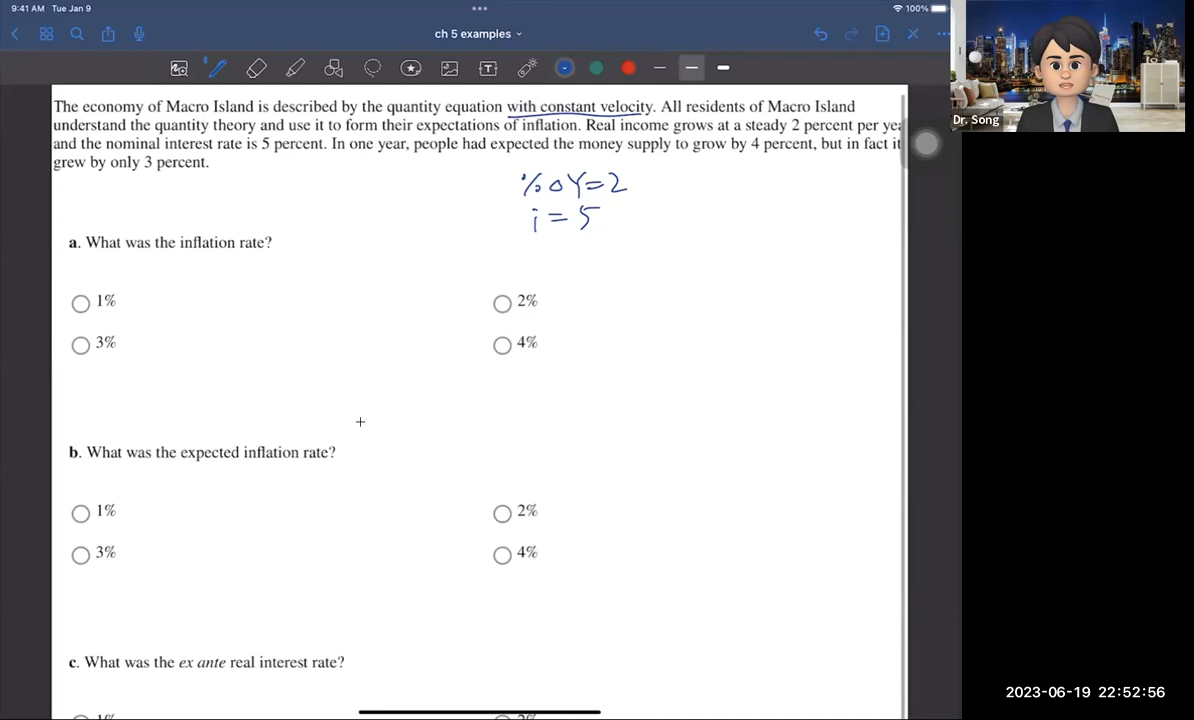 9:41 AM Tue Jan 9
100%
ch 5 examples
The economy of Macro Island is described by the quantity equation with constant velocity. All residents of Macro Island
understand the quantity theory and use it to form their expectations of inflation. Real income grows at a steady 2 percent per yea
and the nominal interest rate is 5 percent. In one year, people had expected the money supply to grow by 4 percent, but in fact it
grew by only 3 percent.
%ΔY=2
i=5
a. What was the inflation rate?
1%
2%
3%
4%
b. What was the expected inflation rate?
1%
2%
3%
4%
c. What was the ex ante real interest rate?
1%
2%
Dr. Song
2023-06-19 22:52:56